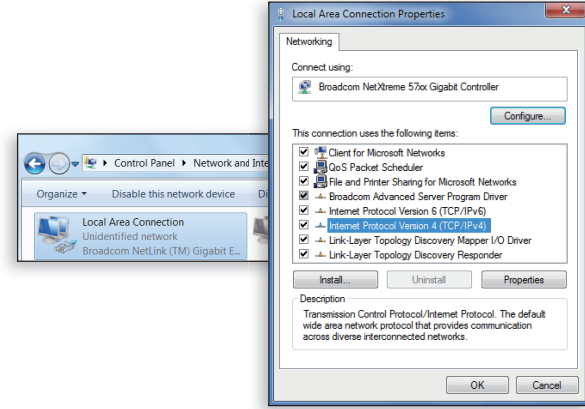 Control Panel ▸ Network and Inte
Organize
Disable this network device
Di
Local Area Connection
Unidentified network
Broadcom NetLink (TM) Gigabit E...
Local Area Connection Properties
Networking
Connect using:
Broadcom NetXtreme 57xx Gigabit Controller
Configure...
This connection uses the following items:
Client for Microsoft Networks
QoS Packet Scheduler
File and Printer Sharing for Microsoft Networks
Broadcom Advanced Server Program Driver
Internet Protocol Version 6 (TCP/IPv6)
Internet Protocol Version 4 (TCP/IPv4)
Link-Layer Topology Discovery Mapper I/O Driver
Link-Layer Topology Discovery Responder
Install...
Uninstall
Properties
Description
Transmission Control Protocol/Internet Protocol. The default
wide area network protocol that provides communication
across diverse interconnected networks.
OK
Cancel